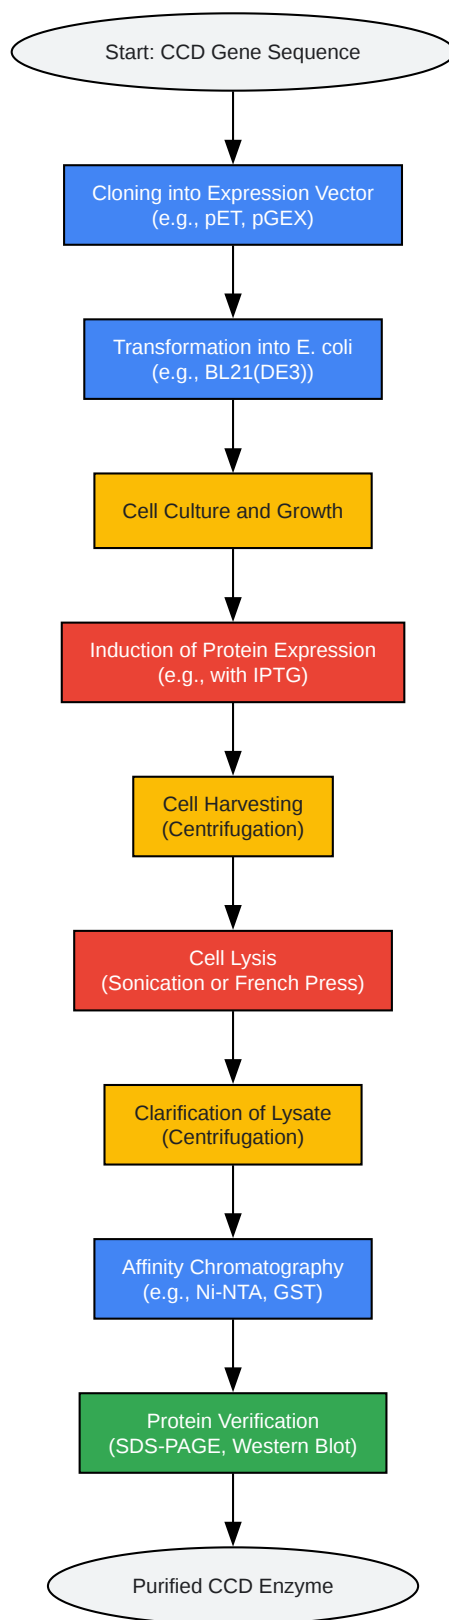 Start: CCD Gene Sequence
Cloning into Expression Vector
(e.g., pET, pGEX)
Transformation into E. coli
(e.g., BL21(DE3))
Cell Culture and Growth
Induction of Protein Expression
(e.g., with IPTG)
Cell Harvesting
(Centrifugation)
Cell Lysis
(Sonication or French Press)
Clarification of Lysate
(Centrifugation)
Affinity Chromatography
(e.g., Ni-NTA, GST)
Protein Verification
(SDS-PAGE, Western Blot)
Purified CCD Enzyme